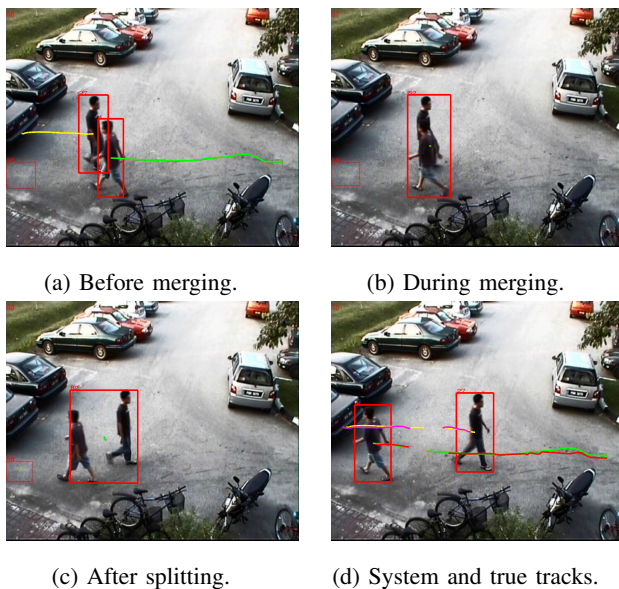 (a) Before merging.
(b) During merging.
(c) After splitting.
(d) System and true tracks.